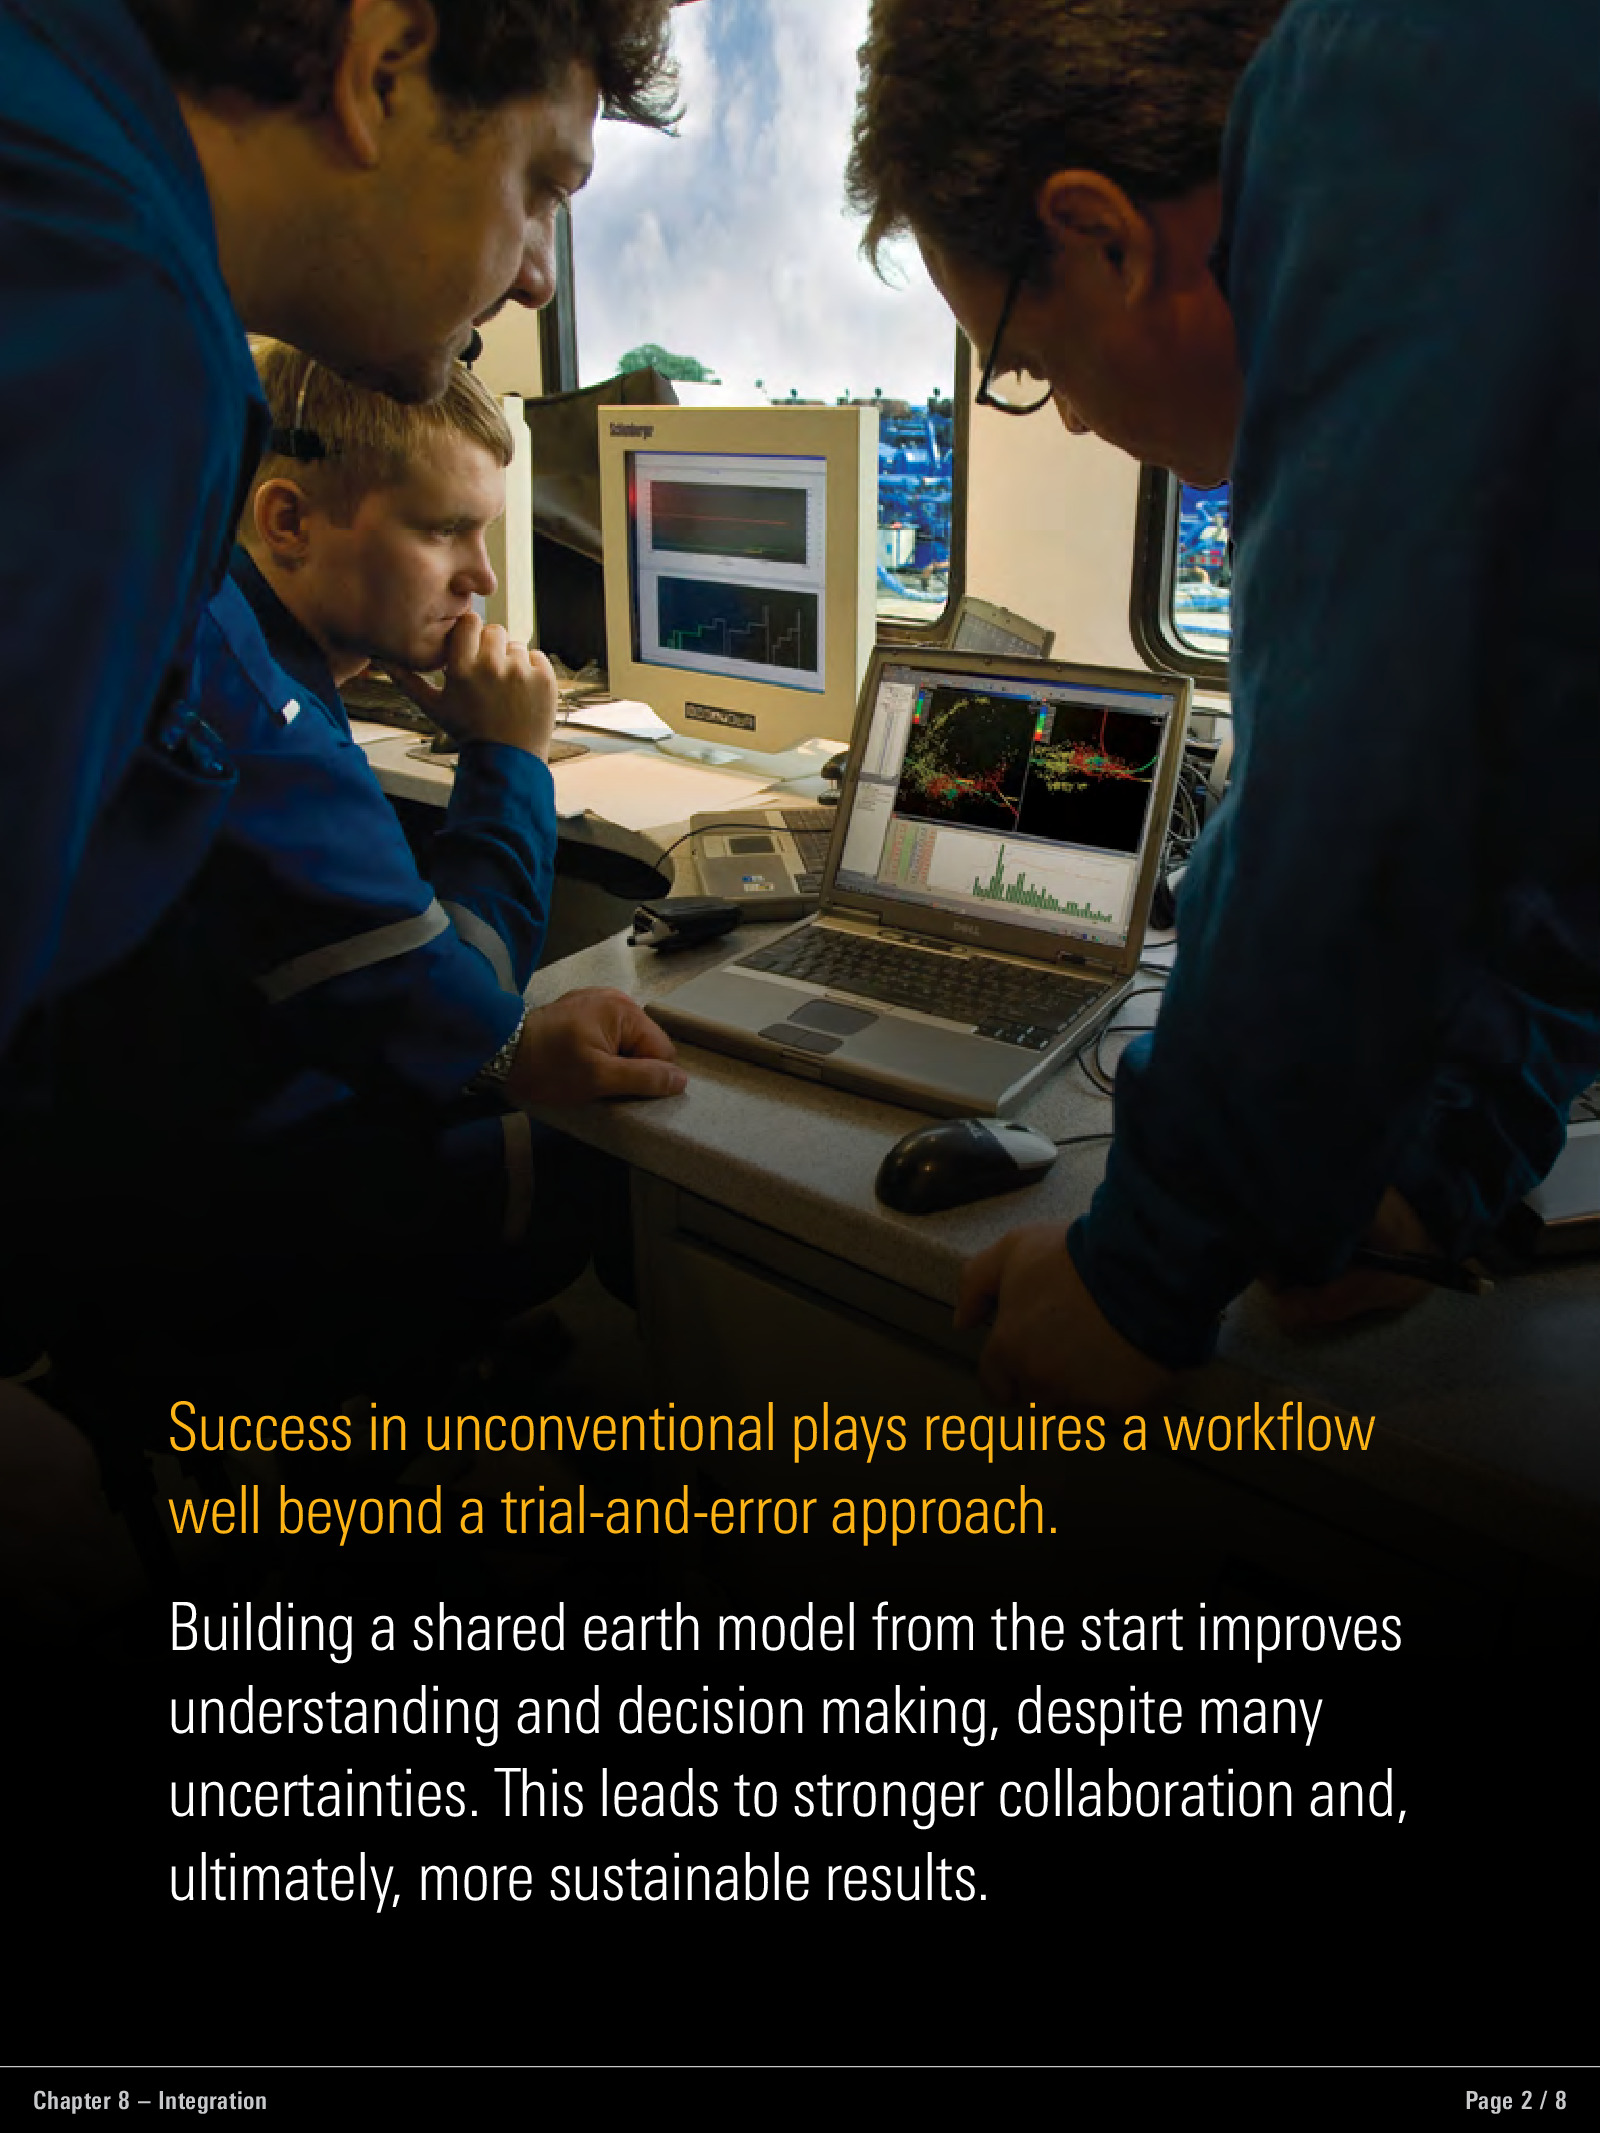 Schlumberger
DELL
Success in unconventional plays requires a workflow
well beyond a trial-and-error approach.
Building a shared earth model from the start improves
understanding and decision making, despite many
uncertainties. This leads to stronger collaboration and,
ultimately, more sustainable results.
Chapter 8 – Integration
Page 2 / 8